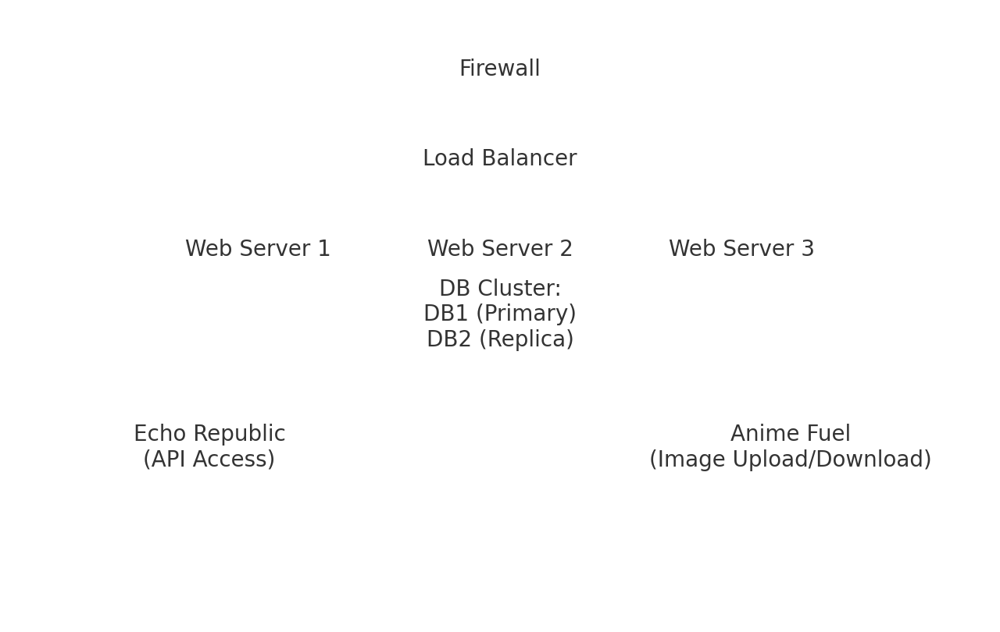 Firewall
Load Balancer
Web Server 1
Web Server 2
Web Server 3
DB Cluster:
DB1 (Primary)
DB2 (Replica)
Echo Republic
(API Access)
Anime Fuel
(Image Upload/Download)